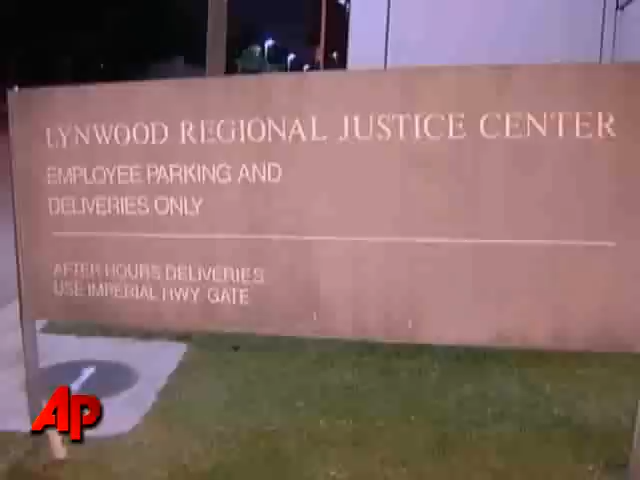 LYNWOOD REGIONAL JUSTICE CENTER
EMPLOYEE PARKING AND
DELIVERIES ONLY
AFTER HOURS DELIVERIES
USE IMPERIAL HWY. GATE
AP